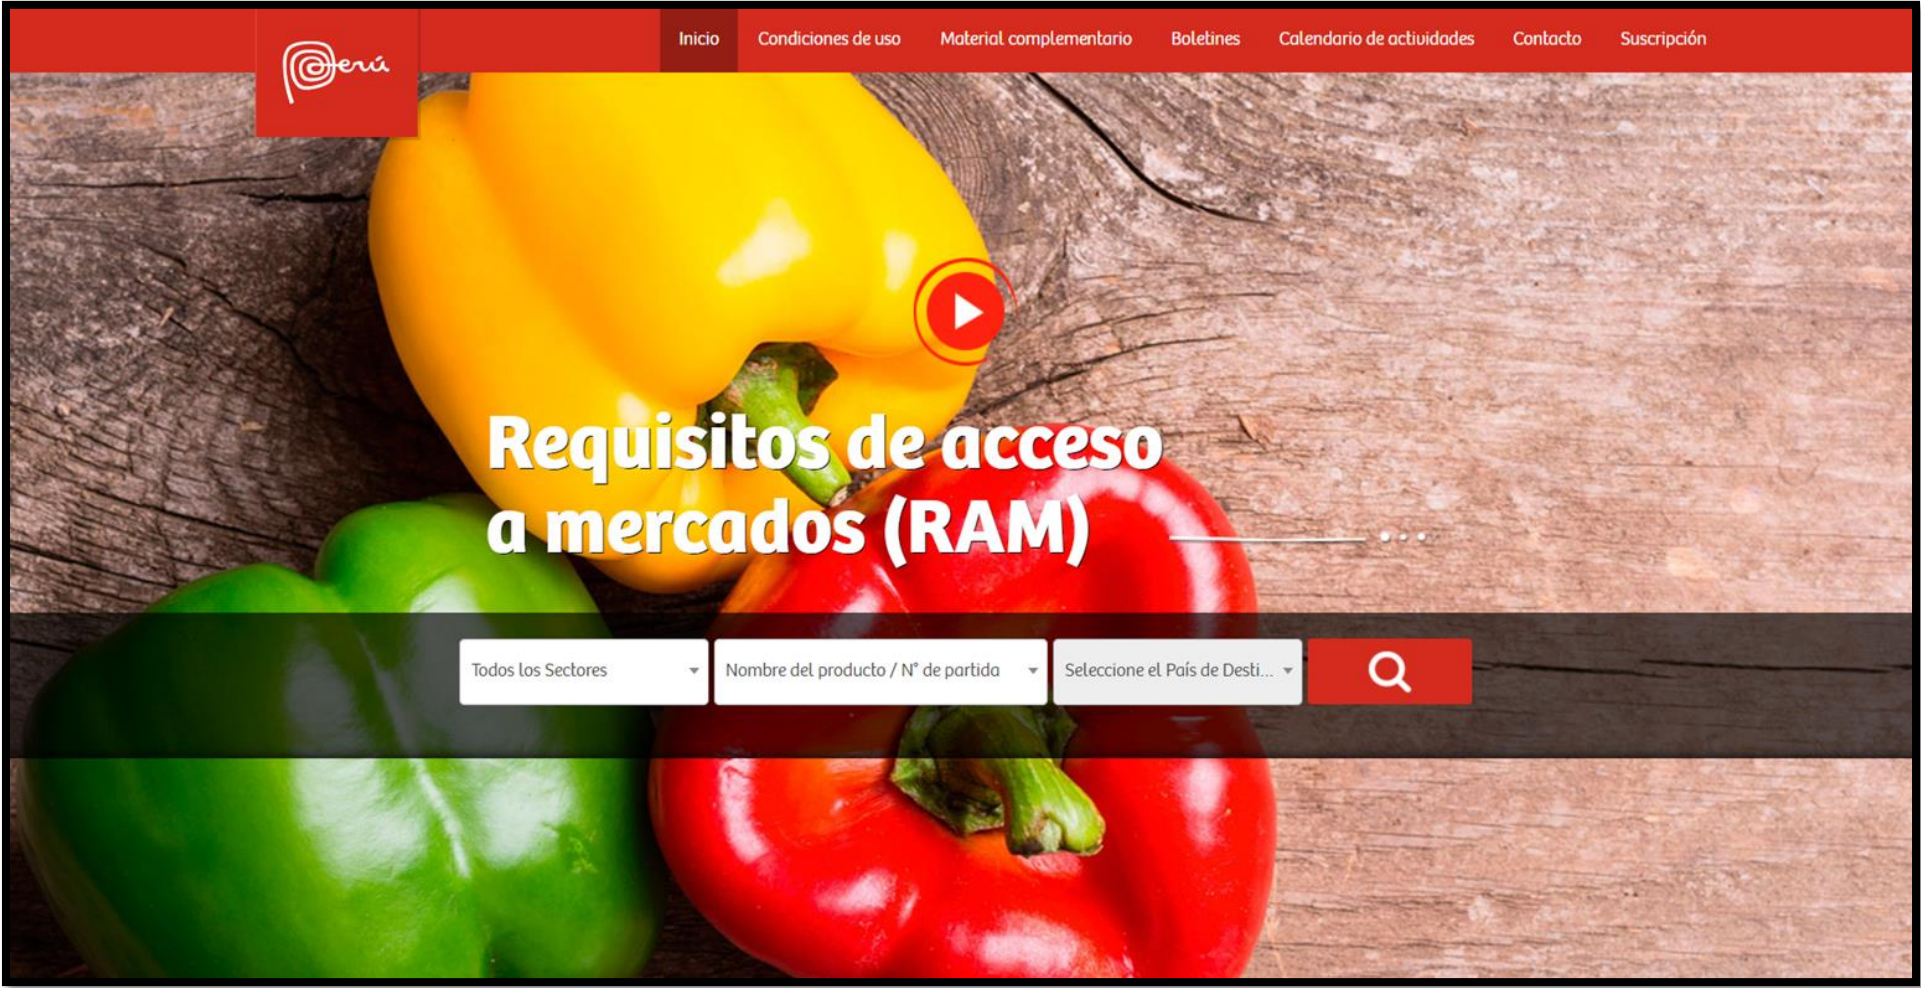 Perú
Inicio
Condiciones de uso
Material complementario
Boletines
Calendario de actividades
Contacto
Suscripción
Requisitos de acceso
a mercados (RAM)
Todos los Sectores
Nombre del producto / N° de partida
Seleccione el País de Desti...